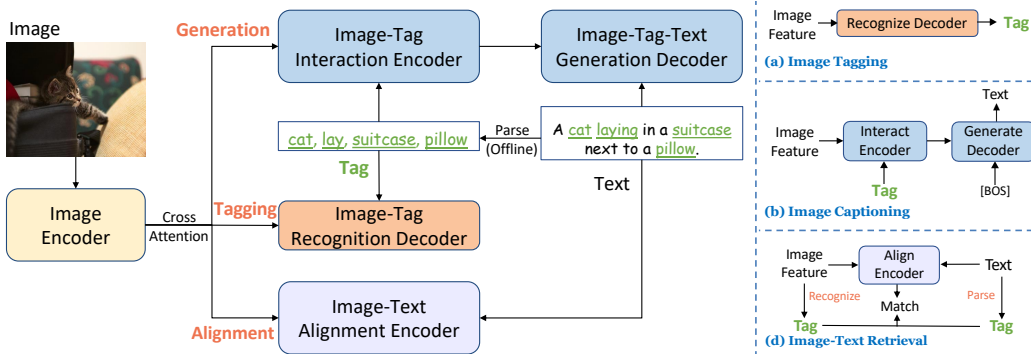 Image
Generation
Image-Tag
Interaction Encoder
Image-Tag-Text
Generation Decoder
cat, lay, suitcase, pillow
Tag
Parse
(Offline)
A cat laying in a suitcase
next to a pillow.
Text
Image
Encoder
Cross
Attention
Tagging
Image-Tag
Recognition Decoder
Alignment
Image-Text
Alignment Encoder
Image
Feature
Recognize Decoder
Tag
(a) Image Tagging
Text
Image
Feature
Interact
Encoder
Generate
Decoder
Tag
[BOS]
(b) Image Captioning
Image
Feature
Align
Encoder
Text
Recognize
Match
Parse
Tag
Tag
(d) Image-Text Retrieval